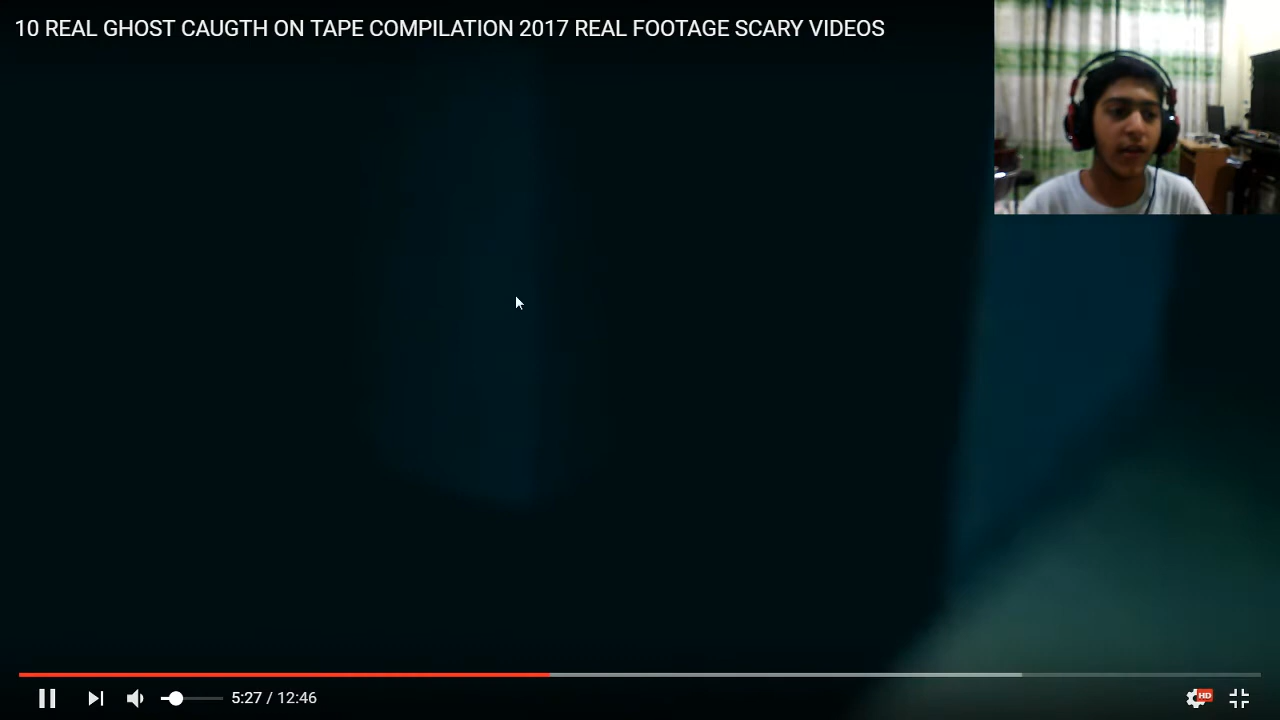 10 REAL GHOST CAUGTH ON TAPE COMPILATION 2017 REAL FOOTAGE SCARY VIDEOS
5:27 / 12:46
HD